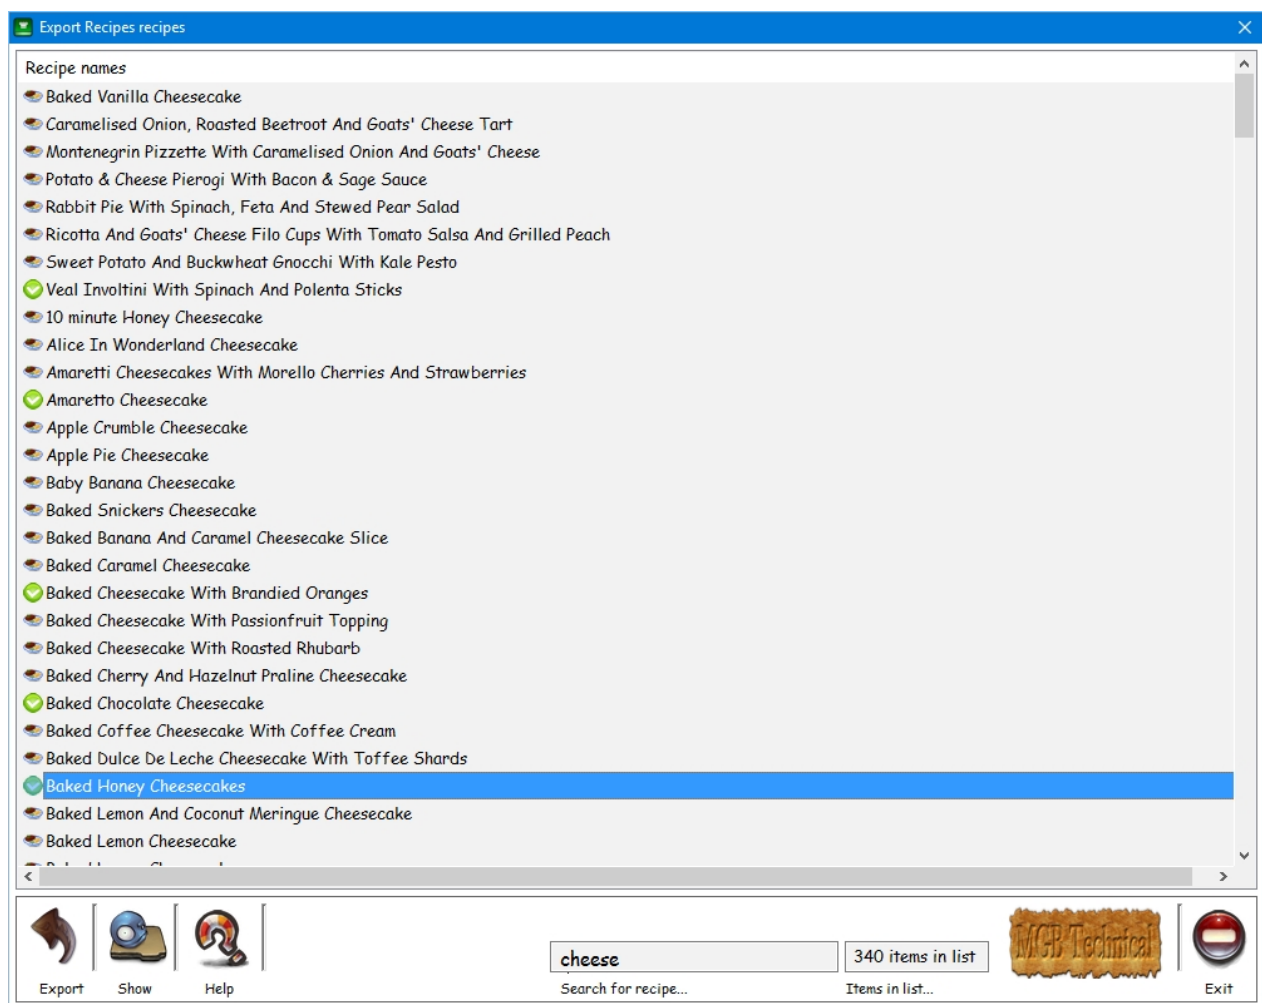 Export Recipes recipes
Recipe names
Baked Vanilla Cheesecake
Caramelised Onion, Roasted Beetroot And Goats' Cheese Tart
Montenegrin Pizzette With Caramelised Onion And Goats' Cheese
Potato & Cheese Pierogi With Bacon & Sage Sauce
Rabbit Pie With Spinach, Feta And Stewed Pear Salad
Ricotta And Goats' Cheese Filo Cups With Tomato Salsa And Grilled Peach
Sweet Potato And Buckwheat Gnocchi With Kale Pesto
Veal Involtini With Spinach And Polenta Sticks
10 minute Honey Cheesecake
Alice In Wonderland Cheesecake
Amaretti Cheesecakes With Morello Cherries And Strawberries
Amaretto Cheesecake
Apple Crumble Cheesecake
Apple Pie Cheesecake
Baby Banana Cheesecake
Baked Snickers Cheesecake
Baked Banana And Caramel Cheesecake Slice
Baked Caramel Cheesecake
Baked Cheesecake With Brandied Oranges
Baked Cheesecake With Passionfruit Topping
Baked Cheesecake With Roasted Rhubarb
Baked Cherry And Hazelnut Praline Cheesecake
Baked Chocolate Cheesecake
Baked Coffee Cheesecake With Coffee Cream
Baked Dulce De Leche Cheesecake With Toffee Shards
Baked Honey Cheesecakes
Baked Lemon And Coconut Meringue Cheesecake
Baked Lemon Cheesecake
cheese
340 items in list
MGB Technical
Export
Show
Help
Search for recipe...
Items in list...
Exit